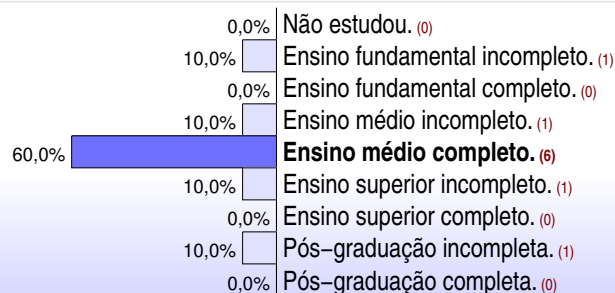 0,0% Não estudou. (0)
10,0% Ensino fundamental incompleto. (1)
0,0% Ensino fundamental completo. (0)
10,0% Ensino médio incompleto. (1)
60,0% Ensino médio completo. (6)
10,0% Ensino superior incompleto. (1)
0,0% Ensino superior completo. (0)
10,0% Pós−graduação incompleta. (1)
0,0% Pós−graduação completa. (0)